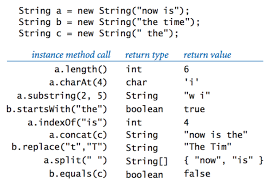 String a = new String("now is");
String b = new String("the time");
String c = new String(" the");
instance method call return type return value
a.length() int 6
a.charAt(4) char 'i'
a.substring(2, 5) String "w i"
b.startsWith("the") boolean true
a.indexOf("is") int 4
a.concat(c) String "now is the"
b.replace("t","T") String "The Tim"
a.split(" ") String[] { "now", "is" }
b.equals(c) boolean false